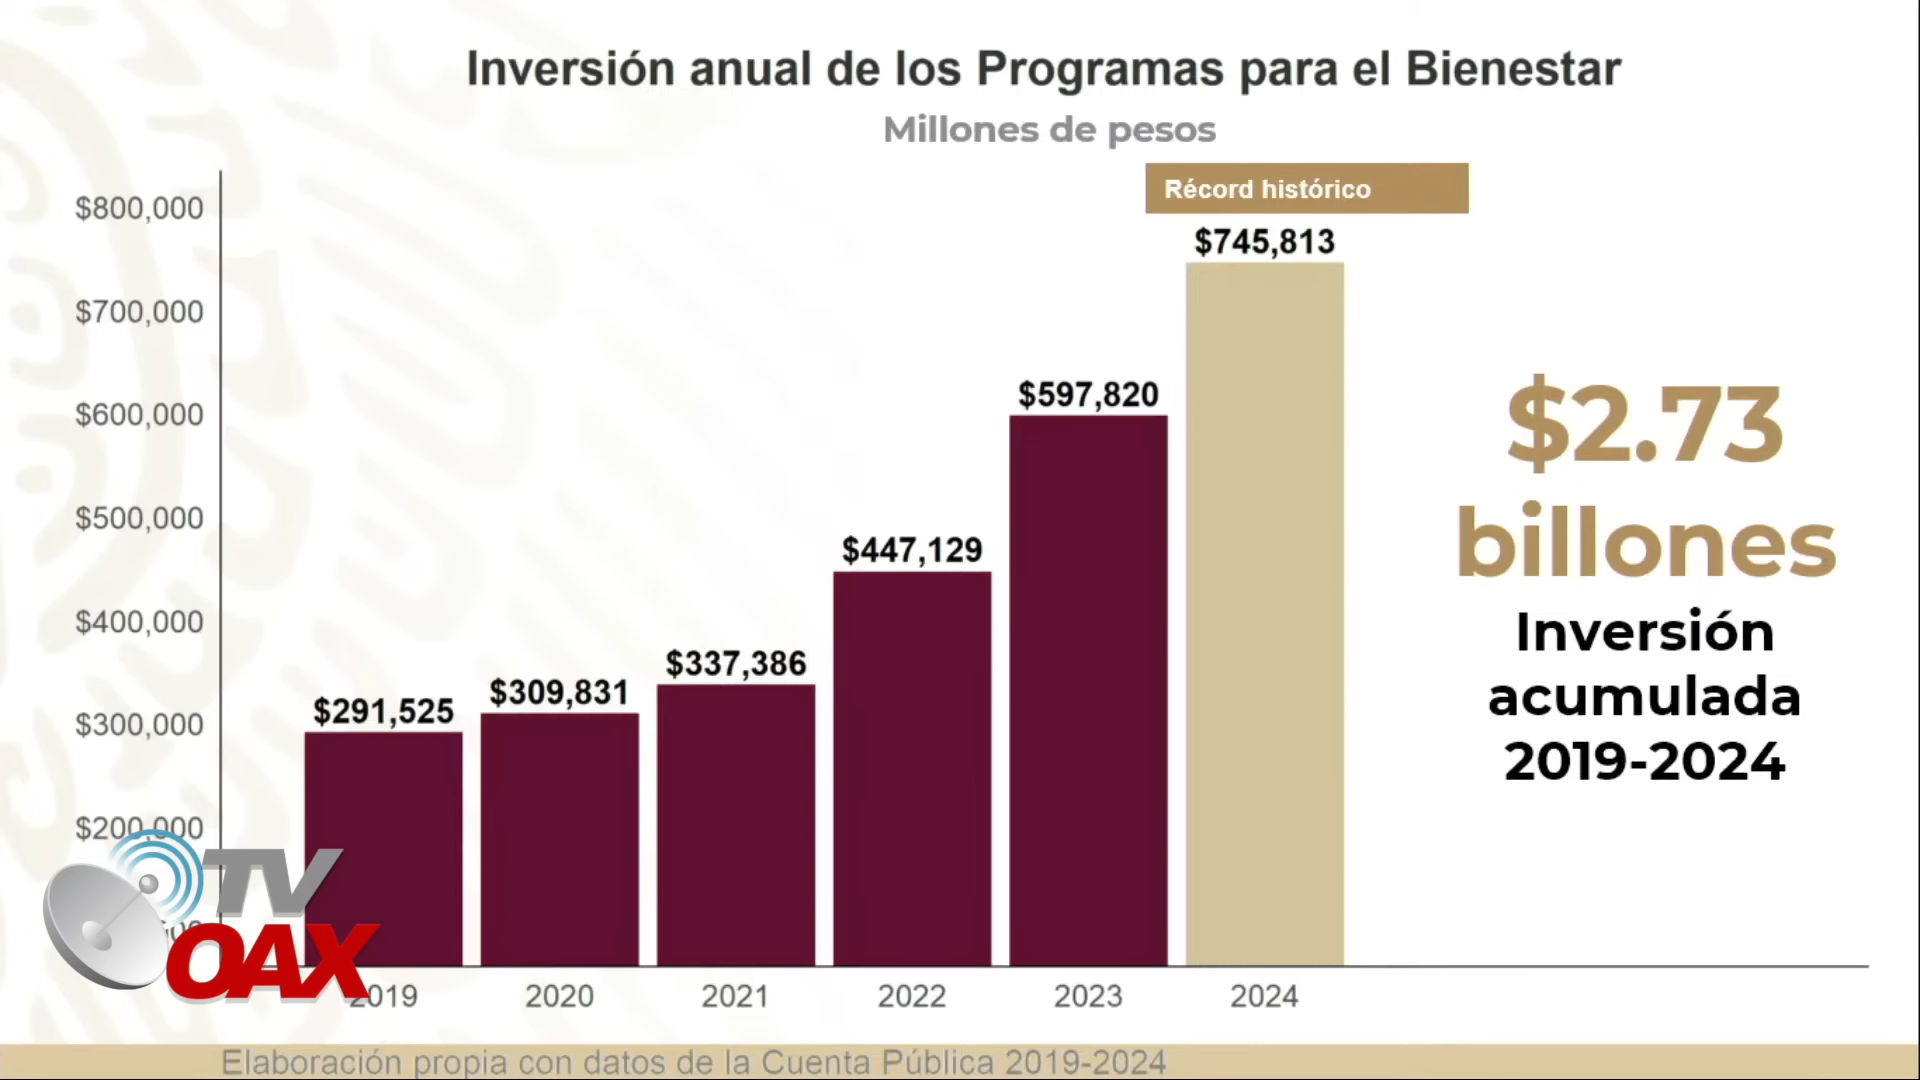 Inversión anual de los Programas para el Bienestar
Millones de pesos
Récord histórico
$800,000
$700,000
$600,000
$500,000
$400,000
$300,000
$200,000
$291,525
$309,831
$337,386
$447,129
$597,820
$745,813
2019
2020
2021
2022
2023
2024
$2.73
billones
Inversión
acumulada
2019-2024
TV
OAX
Elaboración propia con datos de la Cuenta Pública 2019-2024